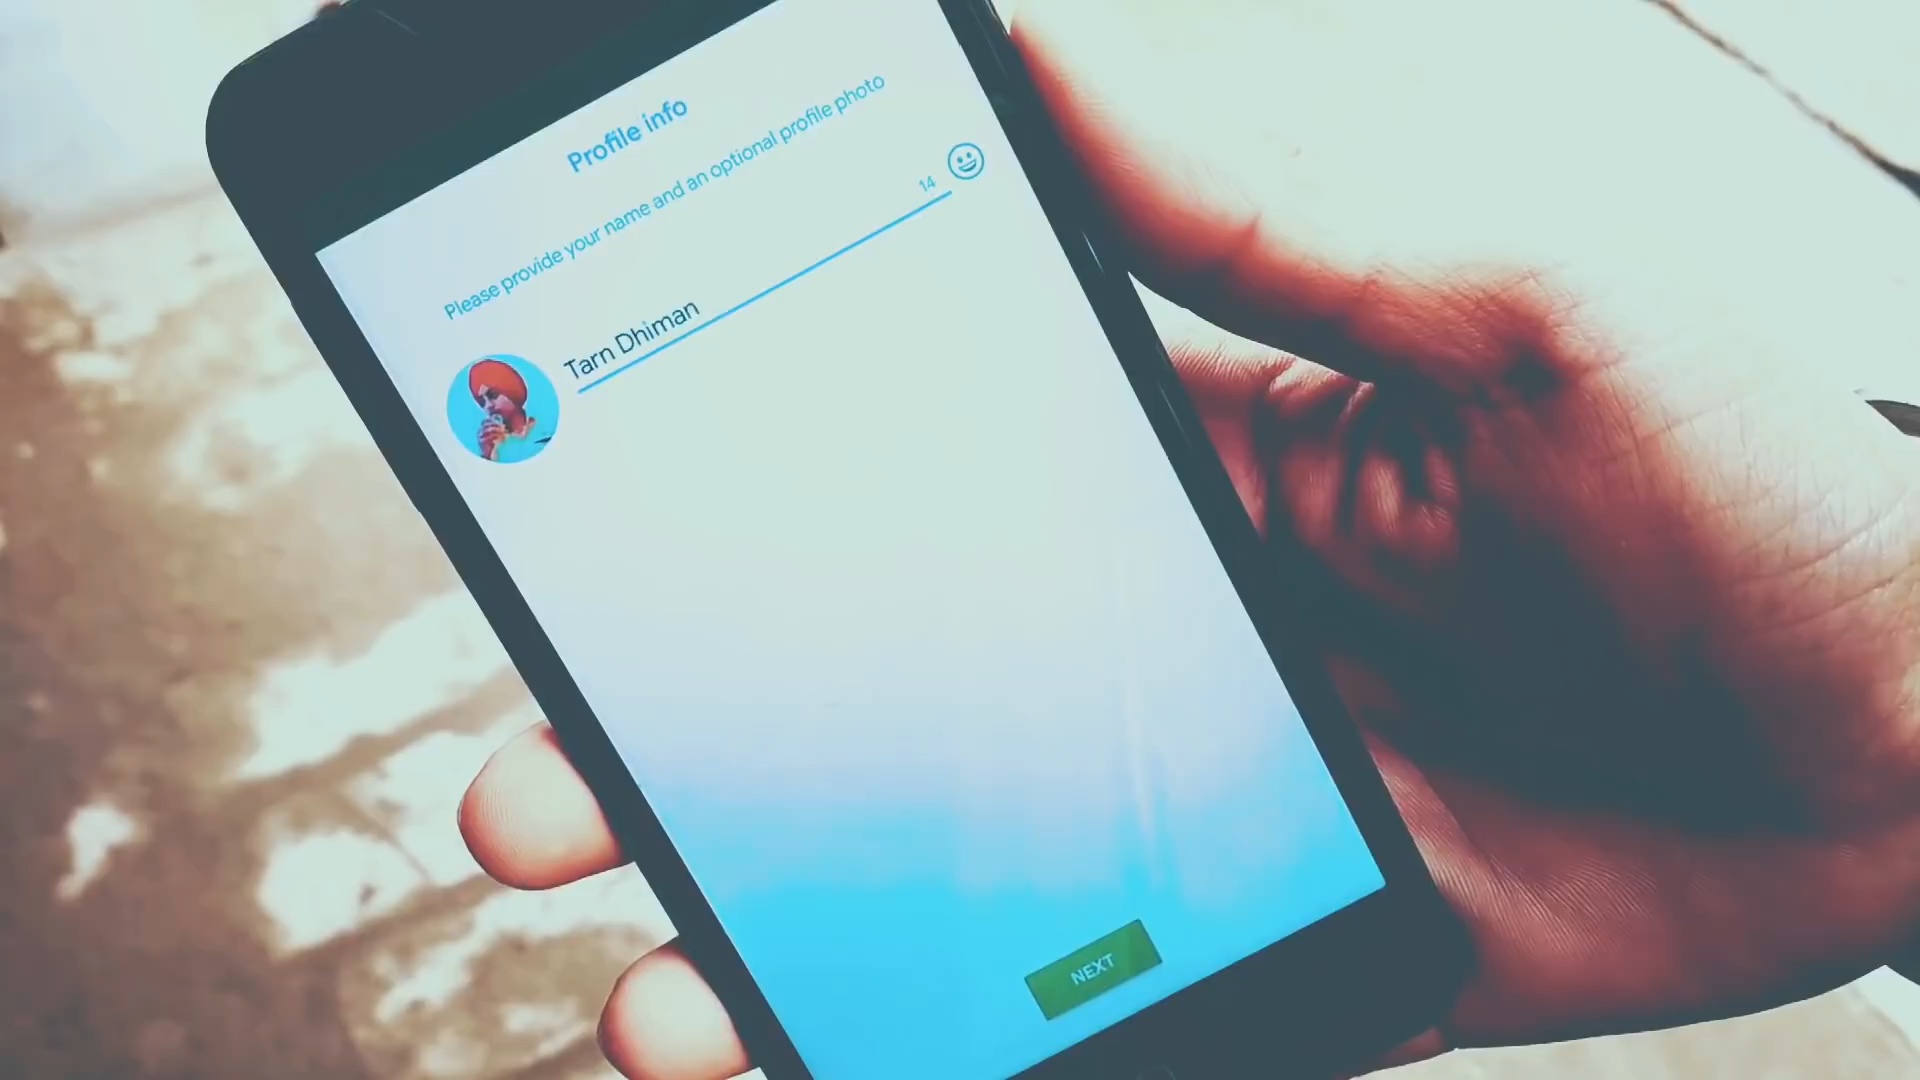 Profile info
Please provide your name and an optional profile photo
14
Tarn Dhiman
NEXT